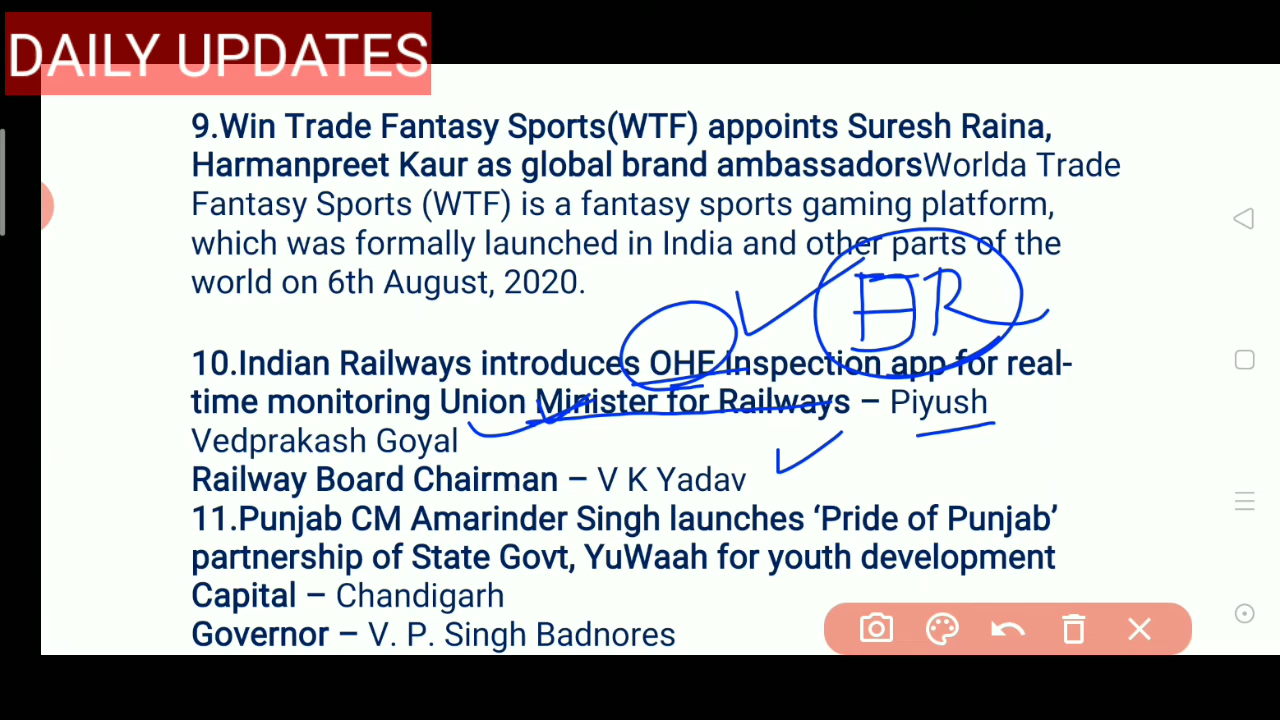 DAILY UPDATES
9.Win Trade Fantasy Sports(WTF) appoints Suresh Raina,
Harmanpreet Kaur as global brand ambassadorsWorlda Trade
Fantasy Sports (WTF) is a fantasy sports gaming platform,
which was formally launched in India and other parts of the
world on 6th August, 2020.
10.Indian Railways introduces OHE Inspection app for real-
time monitoring Union Minister for Railways – Piyush
Vedprakash Goyal
Railway Board Chairman – V K Yadav
11.Punjab CM Amarinder Singh launches ‘Pride of Punjab’
partnership of State Govt, YuWaah for youth development
Capital – Chandigarh
Governor – V. P. Singh Badnores